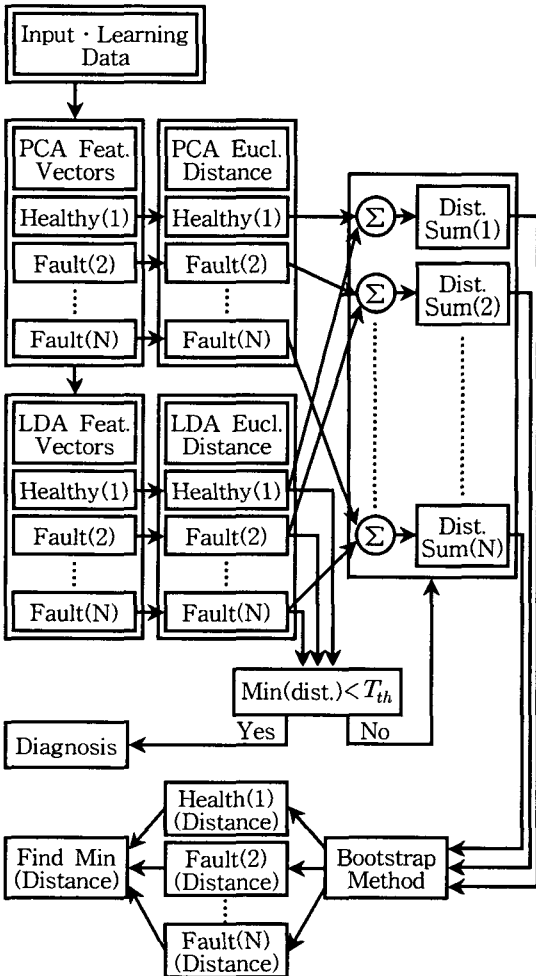 Input · Learning
Data
PCA Feat.
Vectors
Healthy(1)
Fault(2)
Fault(N)
PCA Eucl.
Distance
Healthy(1)
Fault(2)
Fault(N)
Σ
Dist.
Sum(1)
Σ
Dist.
Sum(2)
Σ
Dist.
Sum(N)
LDA Feat.
Vectors
Healthy(1)
Fault(2)
Fault(N)
LDA Eucl.
Distance
Healthy(1)
Fault(2)
Fault(N)
Min(dist.)<T_th
Yes
No
Diagnosis
Health(1)
(Distance)
Find Min
(Distance)
Fault(2)
(Distance)
Fault(N)
(Distance)
Bootstrap
Method